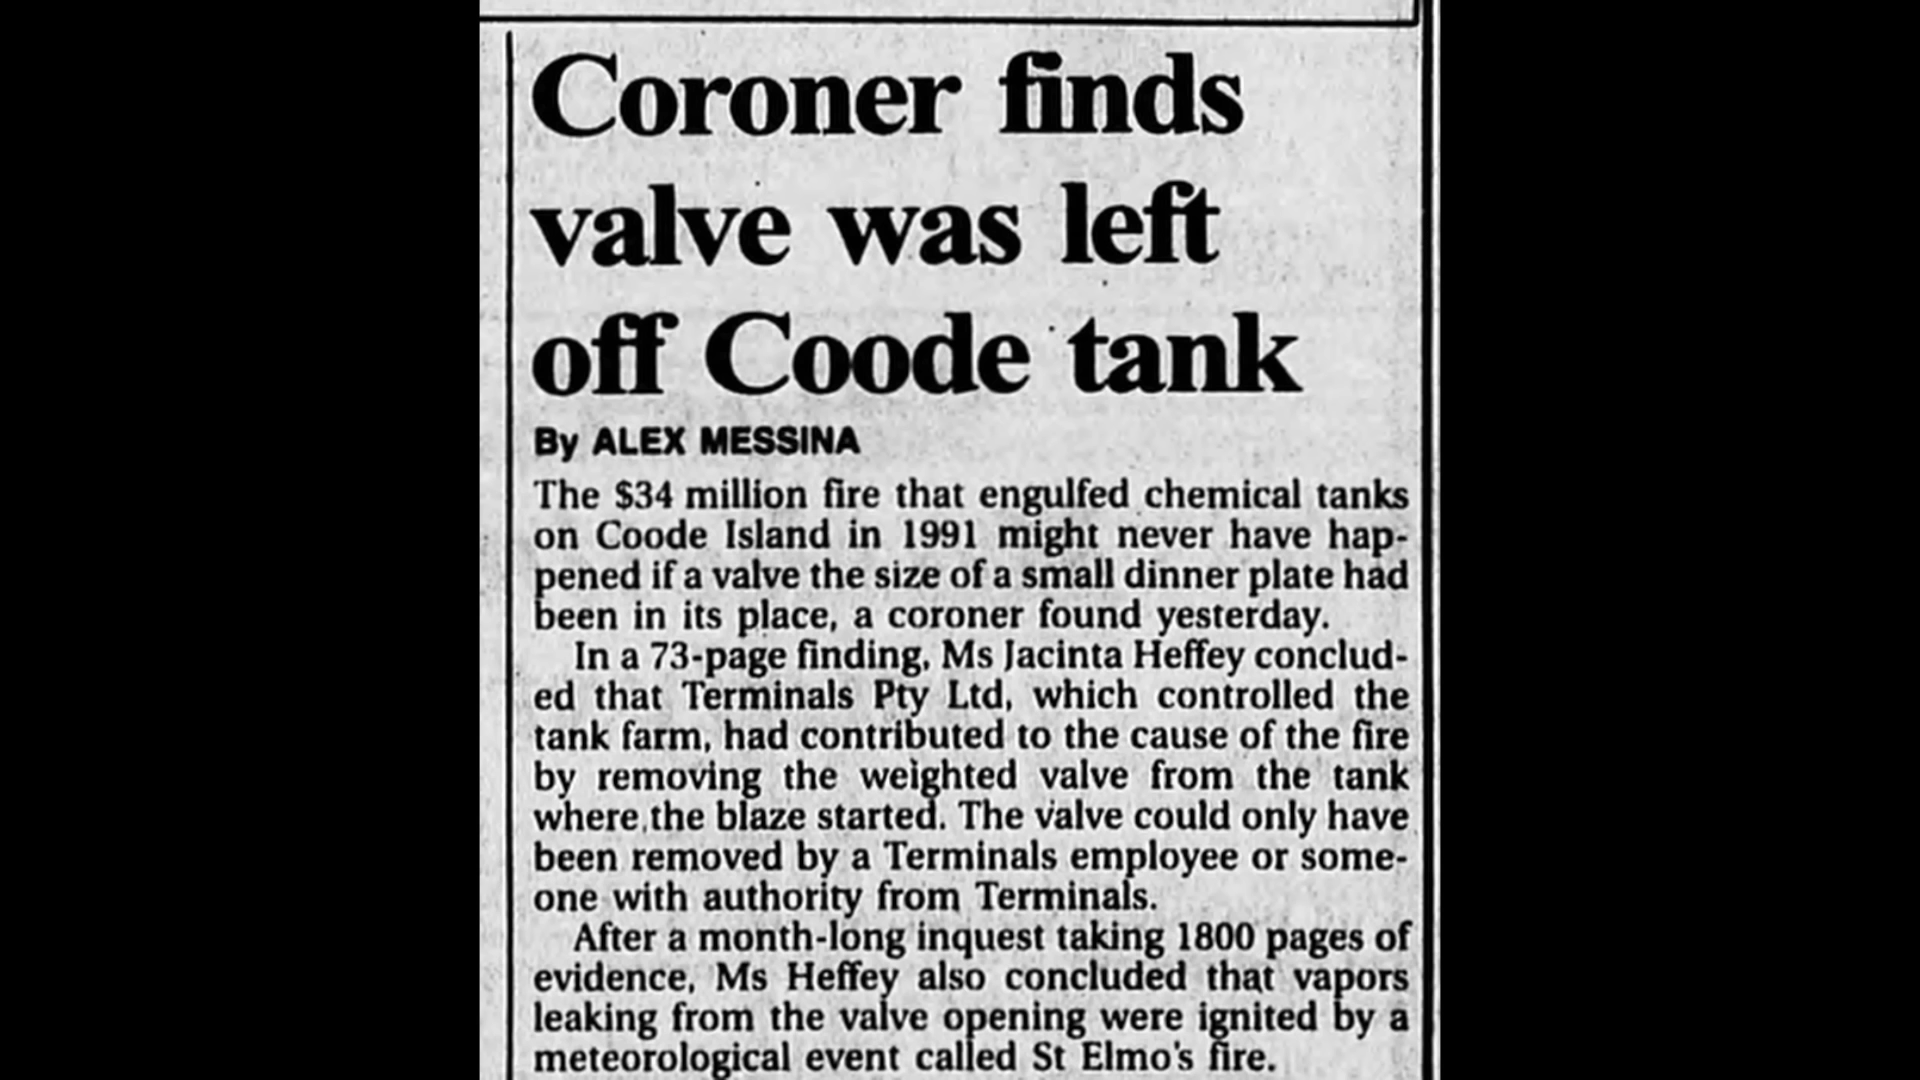 Coroner finds
valve was left
off Coode tank
By ALEX MESSINA
The $34 million fire that engulfed chemical tanks
on Coode Island in 1991 might never have hap-
pened if a valve the size of a small dinner plate had
been in its place, a coroner found yesterday.
In a 73-page finding, Ms Jacinta Heffey conclud-
ed that Terminals Pty Ltd, which controlled the
tank farm, had contributed to the cause of the fire
by removing the weighted valve from the tank
where the blaze started. The valve could only have
been removed by a Terminals employee or some-
one with authority from Terminals.
After a month-long inquest taking 1800 pages of
evidence, Ms Heffey also concluded that vapors
leaking from the valve opening were ignited by a
meteorological event called St Elmo's fire.